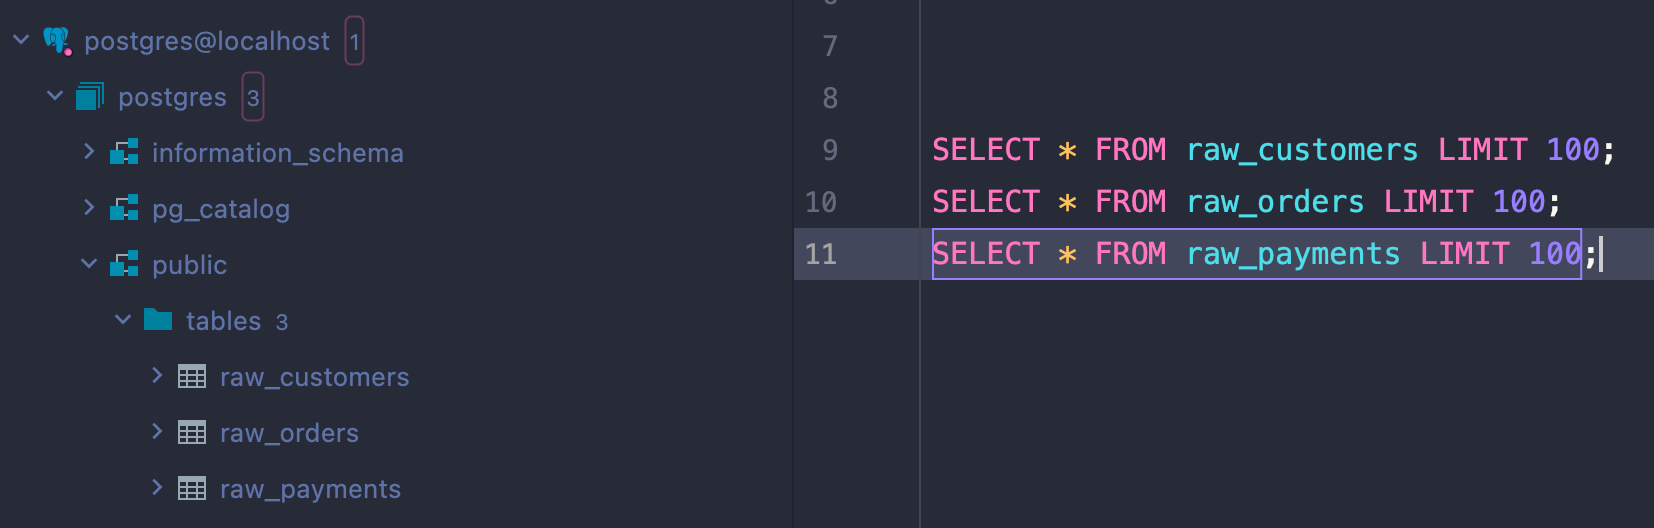 postgres@localhost 1
postgres 3
information_schema
pg_catalog
public
tables 3
raw_customers
raw_orders
raw_payments
7
8
9 SELECT * FROM raw_customers LIMIT 100;
10 SELECT * FROM raw_orders LIMIT 100;
11 SELECT * FROM raw_payments LIMIT 100;